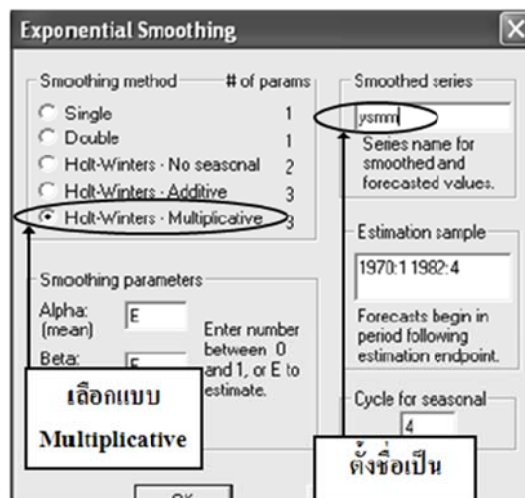 Exponential Smoothing
Smoothing method
# of params
Single 1
Double 1
Holt-Winters - No seasonal 2
Holt-Winters - Additive 3
Holt-Winters - Multiplicative 3
Smoothing parameters
Alpha:
(mean)
E
Beta:
E
Enter number
between 0
and 1, or E to
estimate.
เลือกแบบ
Multiplicative
Smoothed series
ysmm
Series name for
smoothed and
forecasted values.
Estimation sample
1970:1 1982:4
Forecasts begin in
period following
estimation endpoint.
Cycle for seasonal
4
ตั้งชื่อเป็น